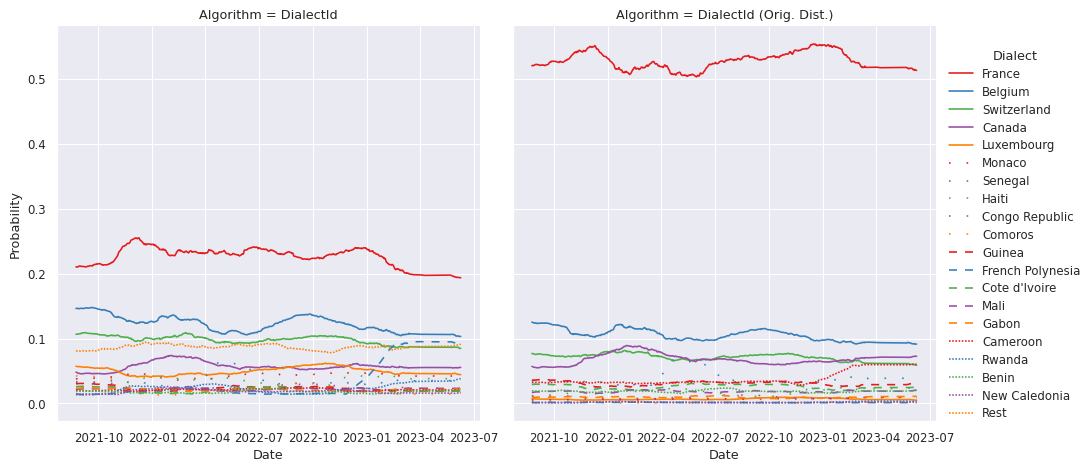 Algorithm = DialectId
Algorithm = DialectId (Orig. Dist.)
Probability
0.5
0.4
0.3
0.2
0.1
0.0
2021-10 2022-01 2022-04 2022-07 2022-10 2023-01 2023-04 2023-07
Date
2021-10 2022-01 2022-04 2022-07 2022-10 2023-01 2023-04 2023-07
Date
Dialect
France
Belgium
Switzerland
Canada
Luxembourg
Monaco
Senegal
Haiti
Congo Republic
Comoros
Guinea
French Polynesia
Cote d'Ivoire
Mali
Gabon
Cameroon
Rwanda
Benin
New Caledonia
Rest